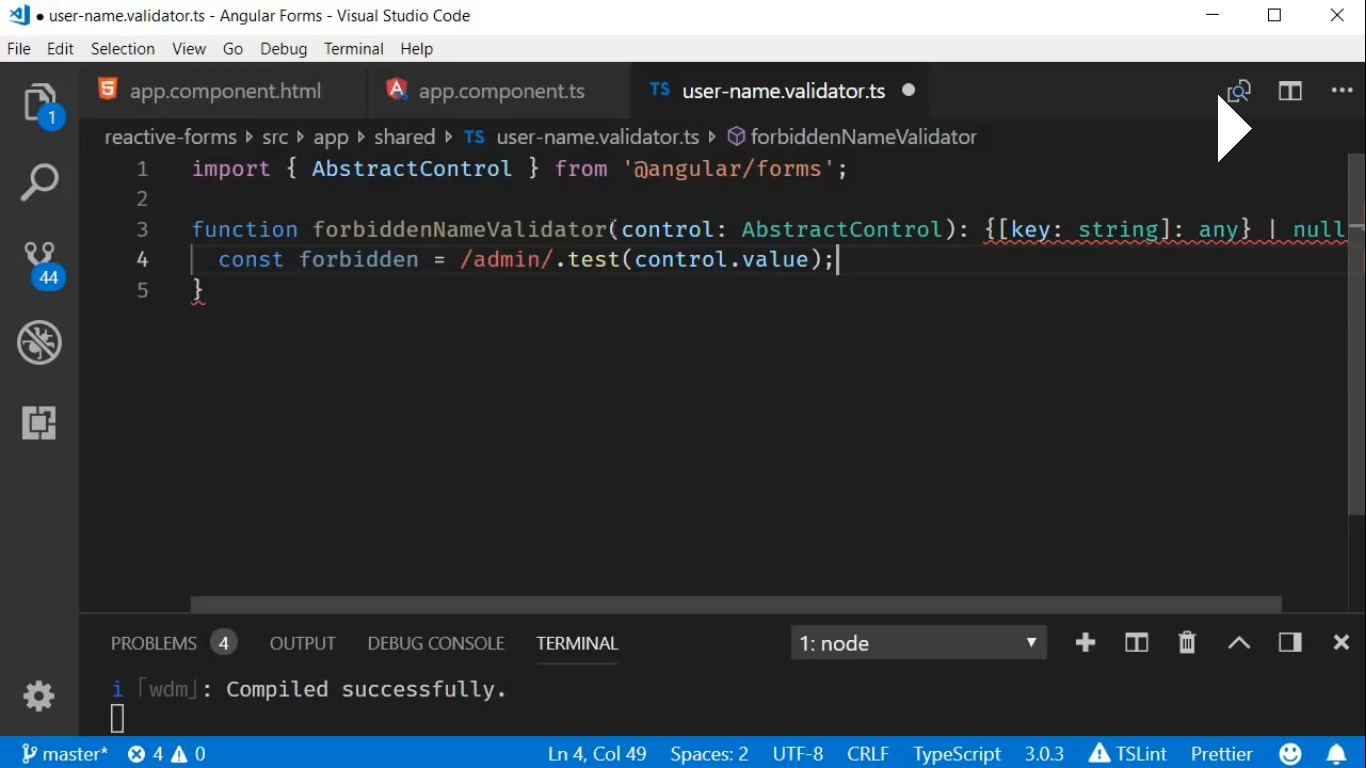 ● user-name.validator.ts - Angular Forms - Visual Studio Code
File Edit Selection View Go Debug Terminal Help
app.component.html app.component.ts TS user-name.validator.ts ●
reactive-forms › src › app › shared › TS user-name.validator.ts › forbiddenNameValidator
1 import { AbstractControl } from '@angular/forms';
2
3 function forbiddenNameValidator(control: AbstractControl): {[key: string]: any} | null
4 const forbidden = /admin/.test(control.value);
5 }
1
44
PROBLEMS 4 OUTPUT DEBUG CONSOLE TERMINAL 1: node
i ｢wdm｣: Compiled successfully.
master* 4 0 Ln 4, Col 49 Spaces: 2 UTF-8 CRLF TypeScript 3.0.3 TSLint Prettier